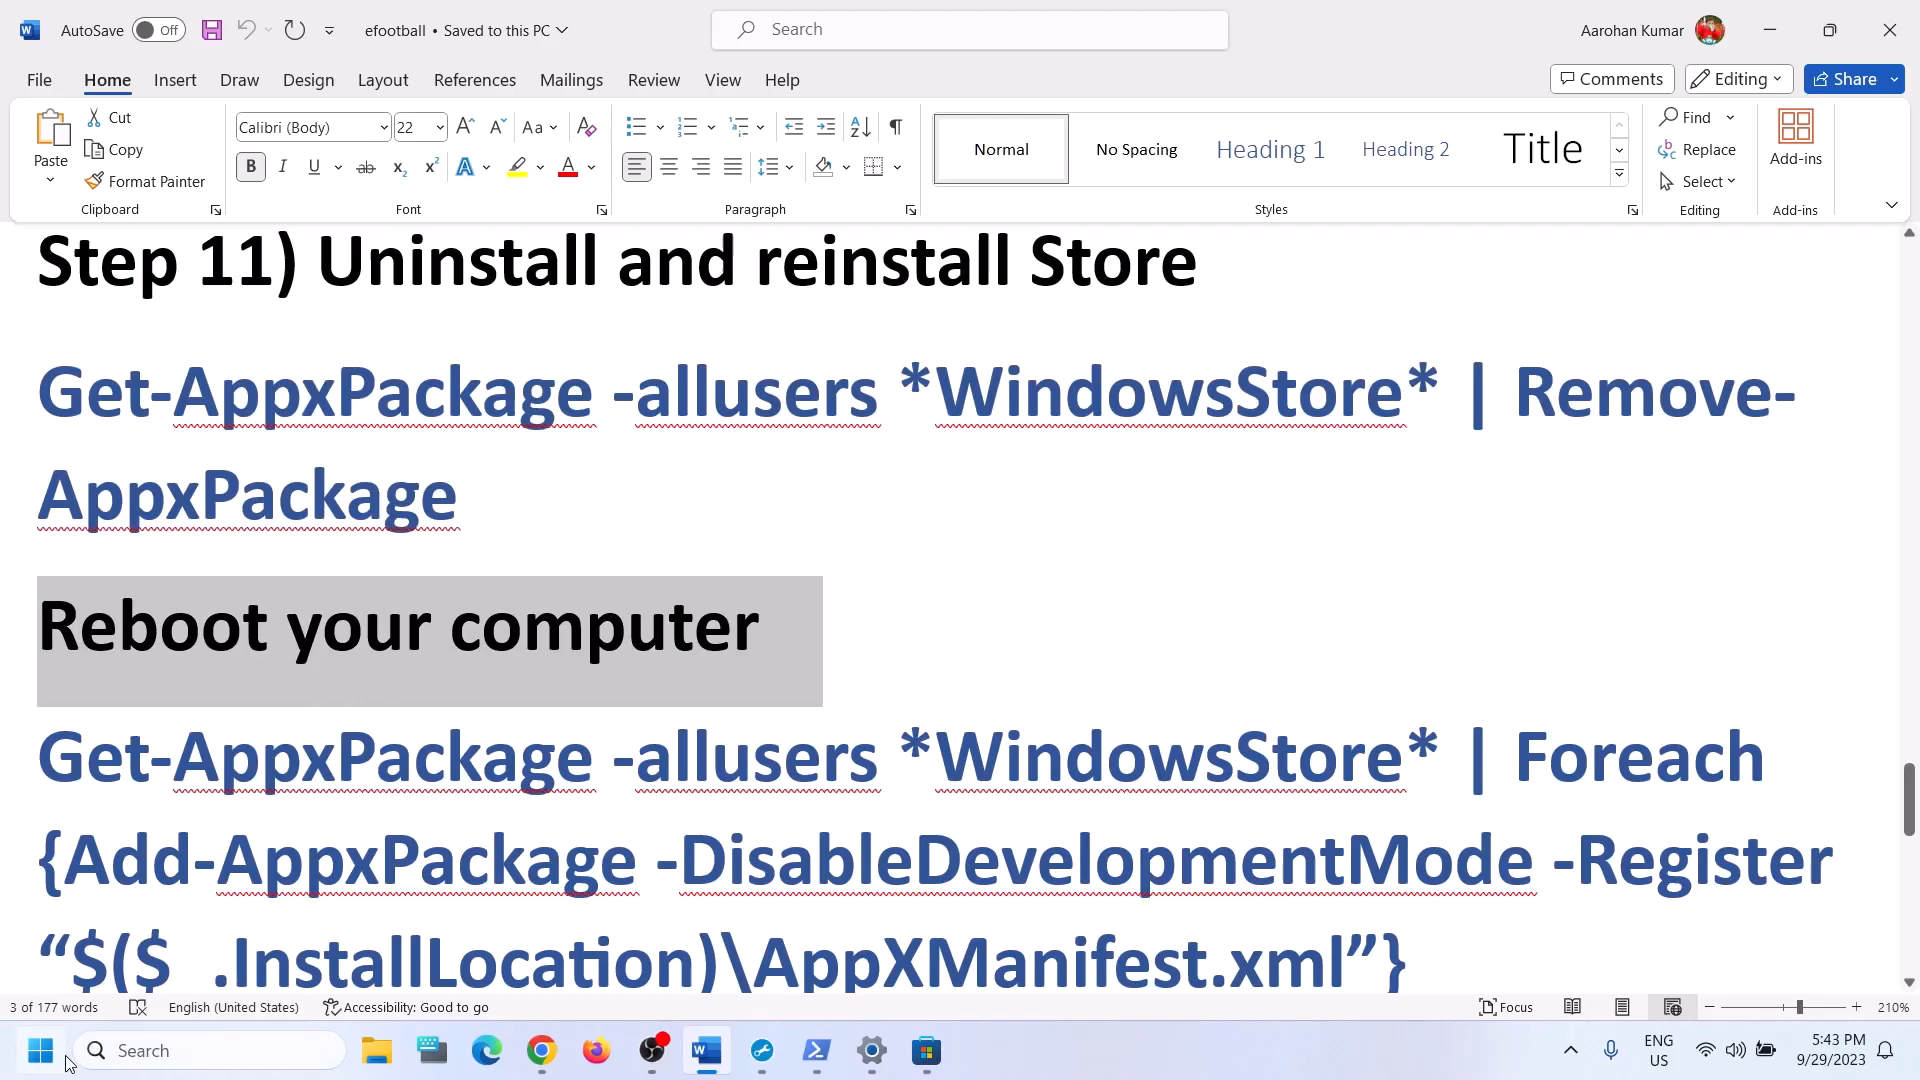 AutoSave Off efootball • Saved to this PC Search Aarohan Kumar
File Home Insert Draw Design Layout References Mailings Review View Help Comments Editing Share
Paste Cut Copy Format Painter Clipboard
Calibri (Body) 22 Aa B I U ab x₂ x² A A Font
Paragraph
Normal No Spacing Heading 1 Heading 2 Title Styles
Find Replace Select Editing
Add-ins Add-ins
Step 11) Uninstall and reinstall Store
Get-AppxPackage -allusers *WindowsStore* | Remove-
AppxPackage
Reboot your computer
Get-AppxPackage -allusers *WindowsStore* | Foreach
{Add-AppxPackage -DisableDevelopmentMode -Register
“$($_.InstallLocation)\AppXManifest.xml”}
3 of 177 words English (United States) Accessibility: Good to go Focus 210%
Search ENG 5:43 PM
US 9/29/2023